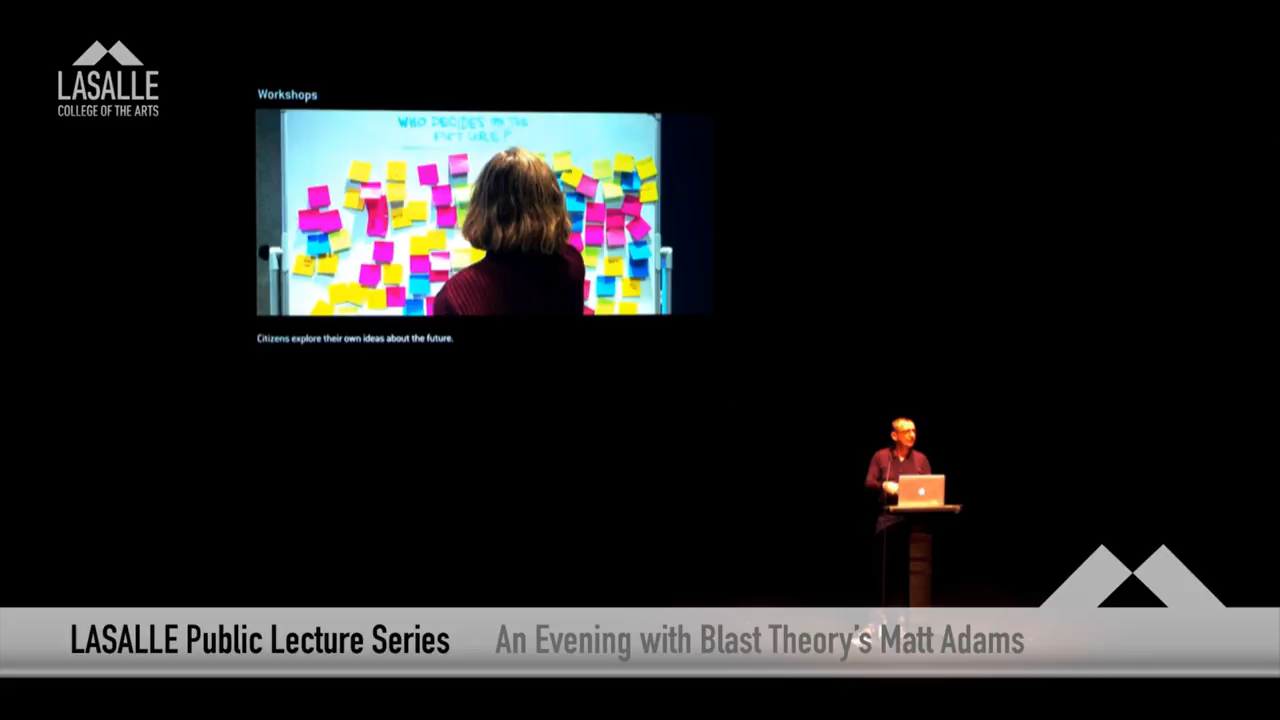 LASALLE
COLLEGE OF THE ARTS
Workshops
WHO DECIDES
FUTURE?
Citizens explore their own ideas about the future.
LASALLE Public Lecture Series An Evening with Blast Theory's Matt Adams